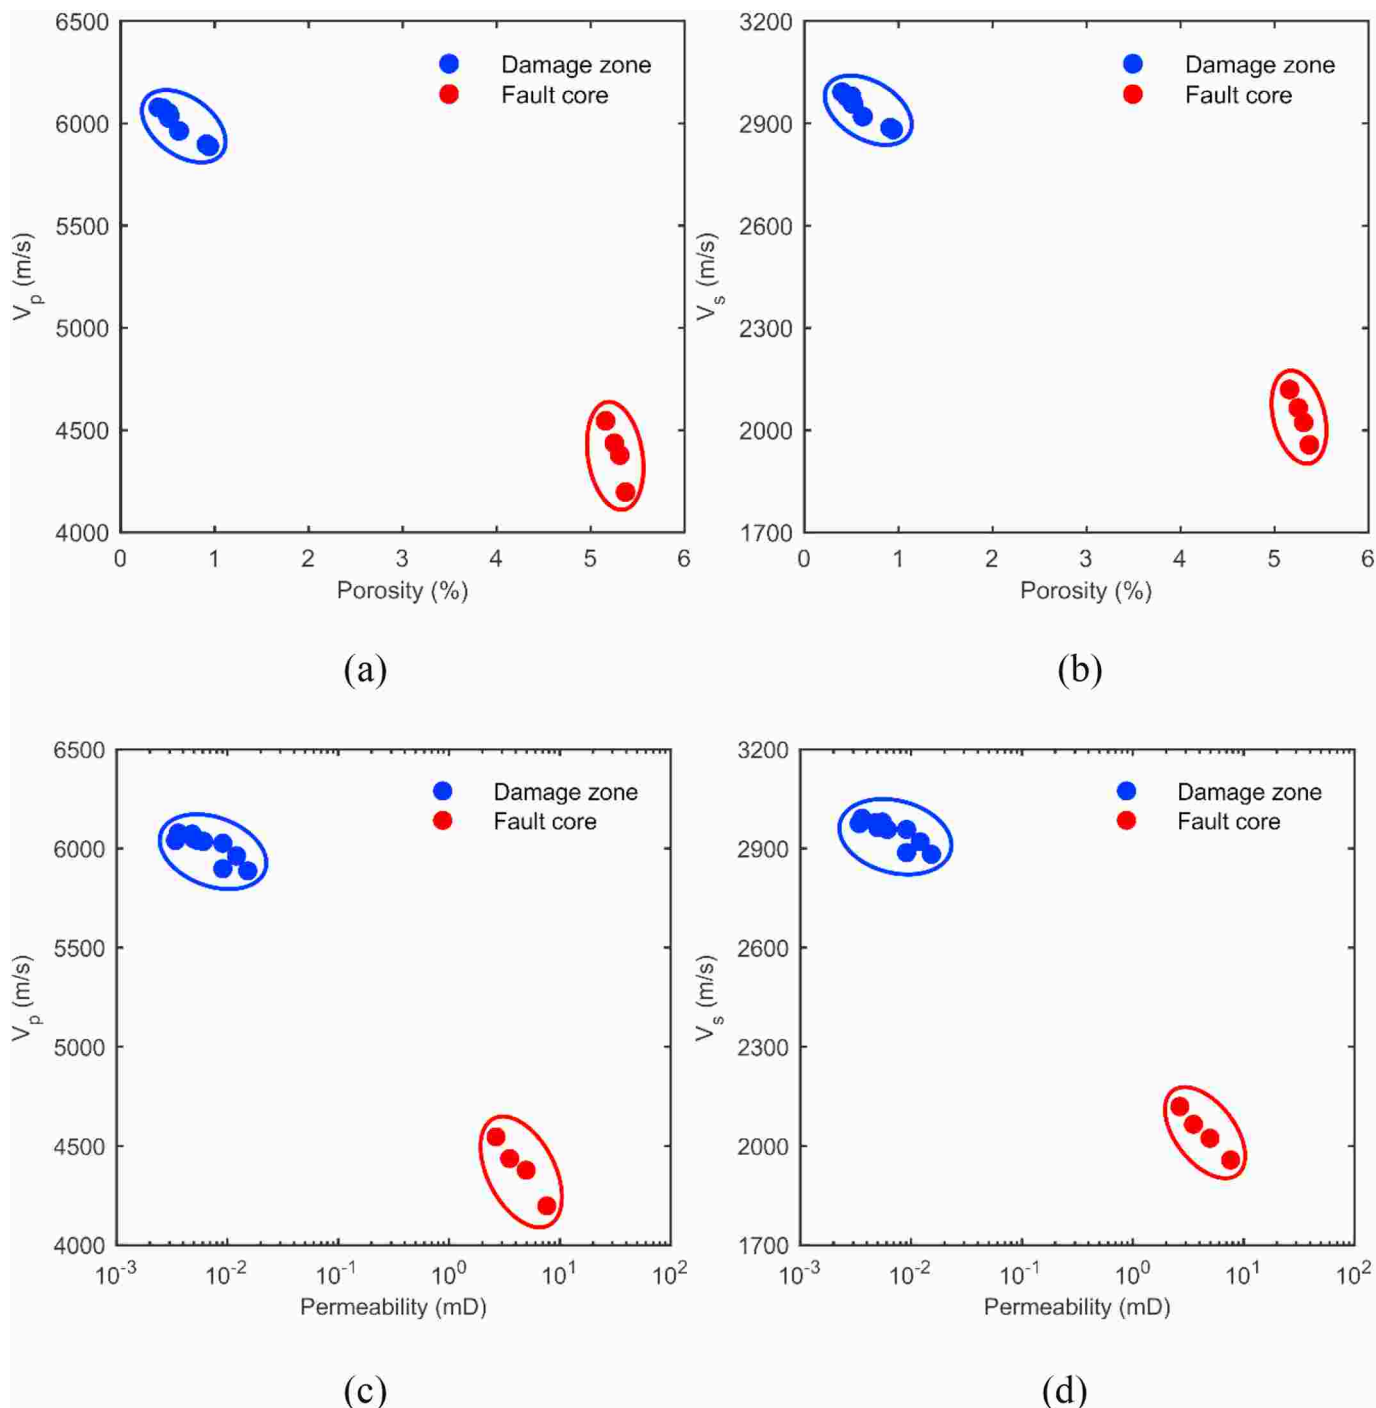 6500
6000
5500
5000
4500
4000
V_p (m/s)
0 1 2 3 4 5 6
Porosity (%)
Damage zone
Fault core
(a)
3200
2900
2600
2300
2000
1700
V_s (m/s)
0 1 2 3 4 5 6
Porosity (%)
Damage zone
Fault core
(b)
6500
6000
5500
5000
4500
4000
V_p (m/s)
10^-3 10^-2 10^-1 10^0 10^1 10^2
Permeability (mD)
Damage zone
Fault core
(c)
3200
2900
2600
2300
2000
1700
V_s (m/s)
10^-3 10^-2 10^-1 10^0 10^1 10^2
Permeability (mD)
Damage zone
Fault core
(d)